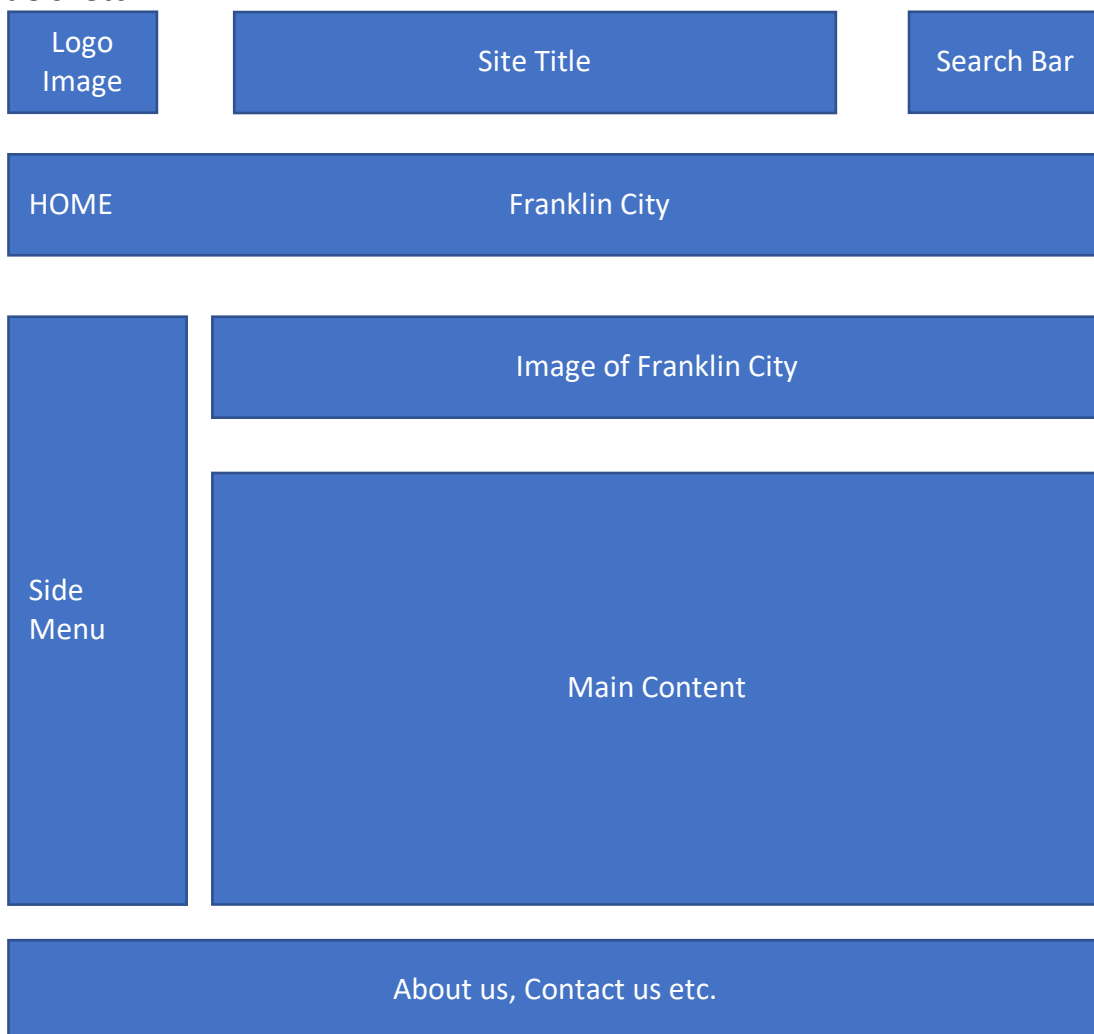 Logo
Image
Site Title
Search Bar
HOME
Franklin City
Image of Franklin City
Side
Menu
Main Content
About us, Contact us etc.